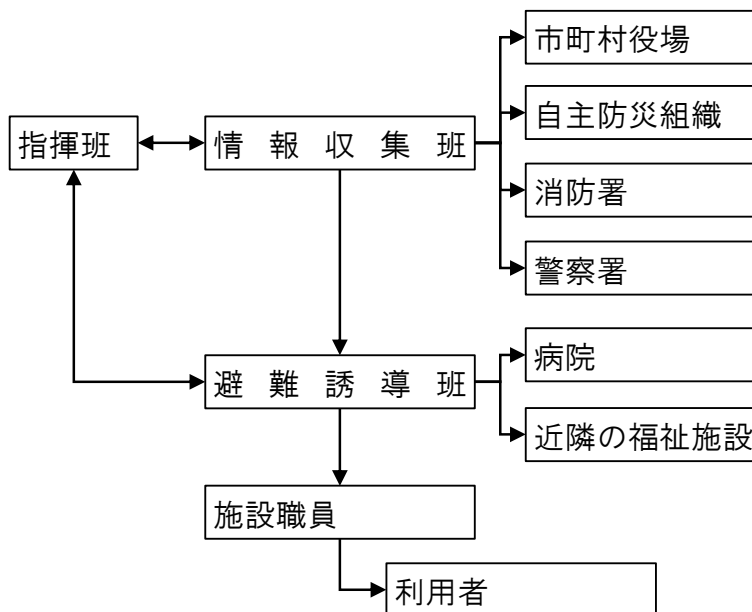 市町村役場
指揮班
情報収集班
自主防災組織
消防署
警察署
避難誘導班
病院
近隣の福祉施設
施設職員
利用者